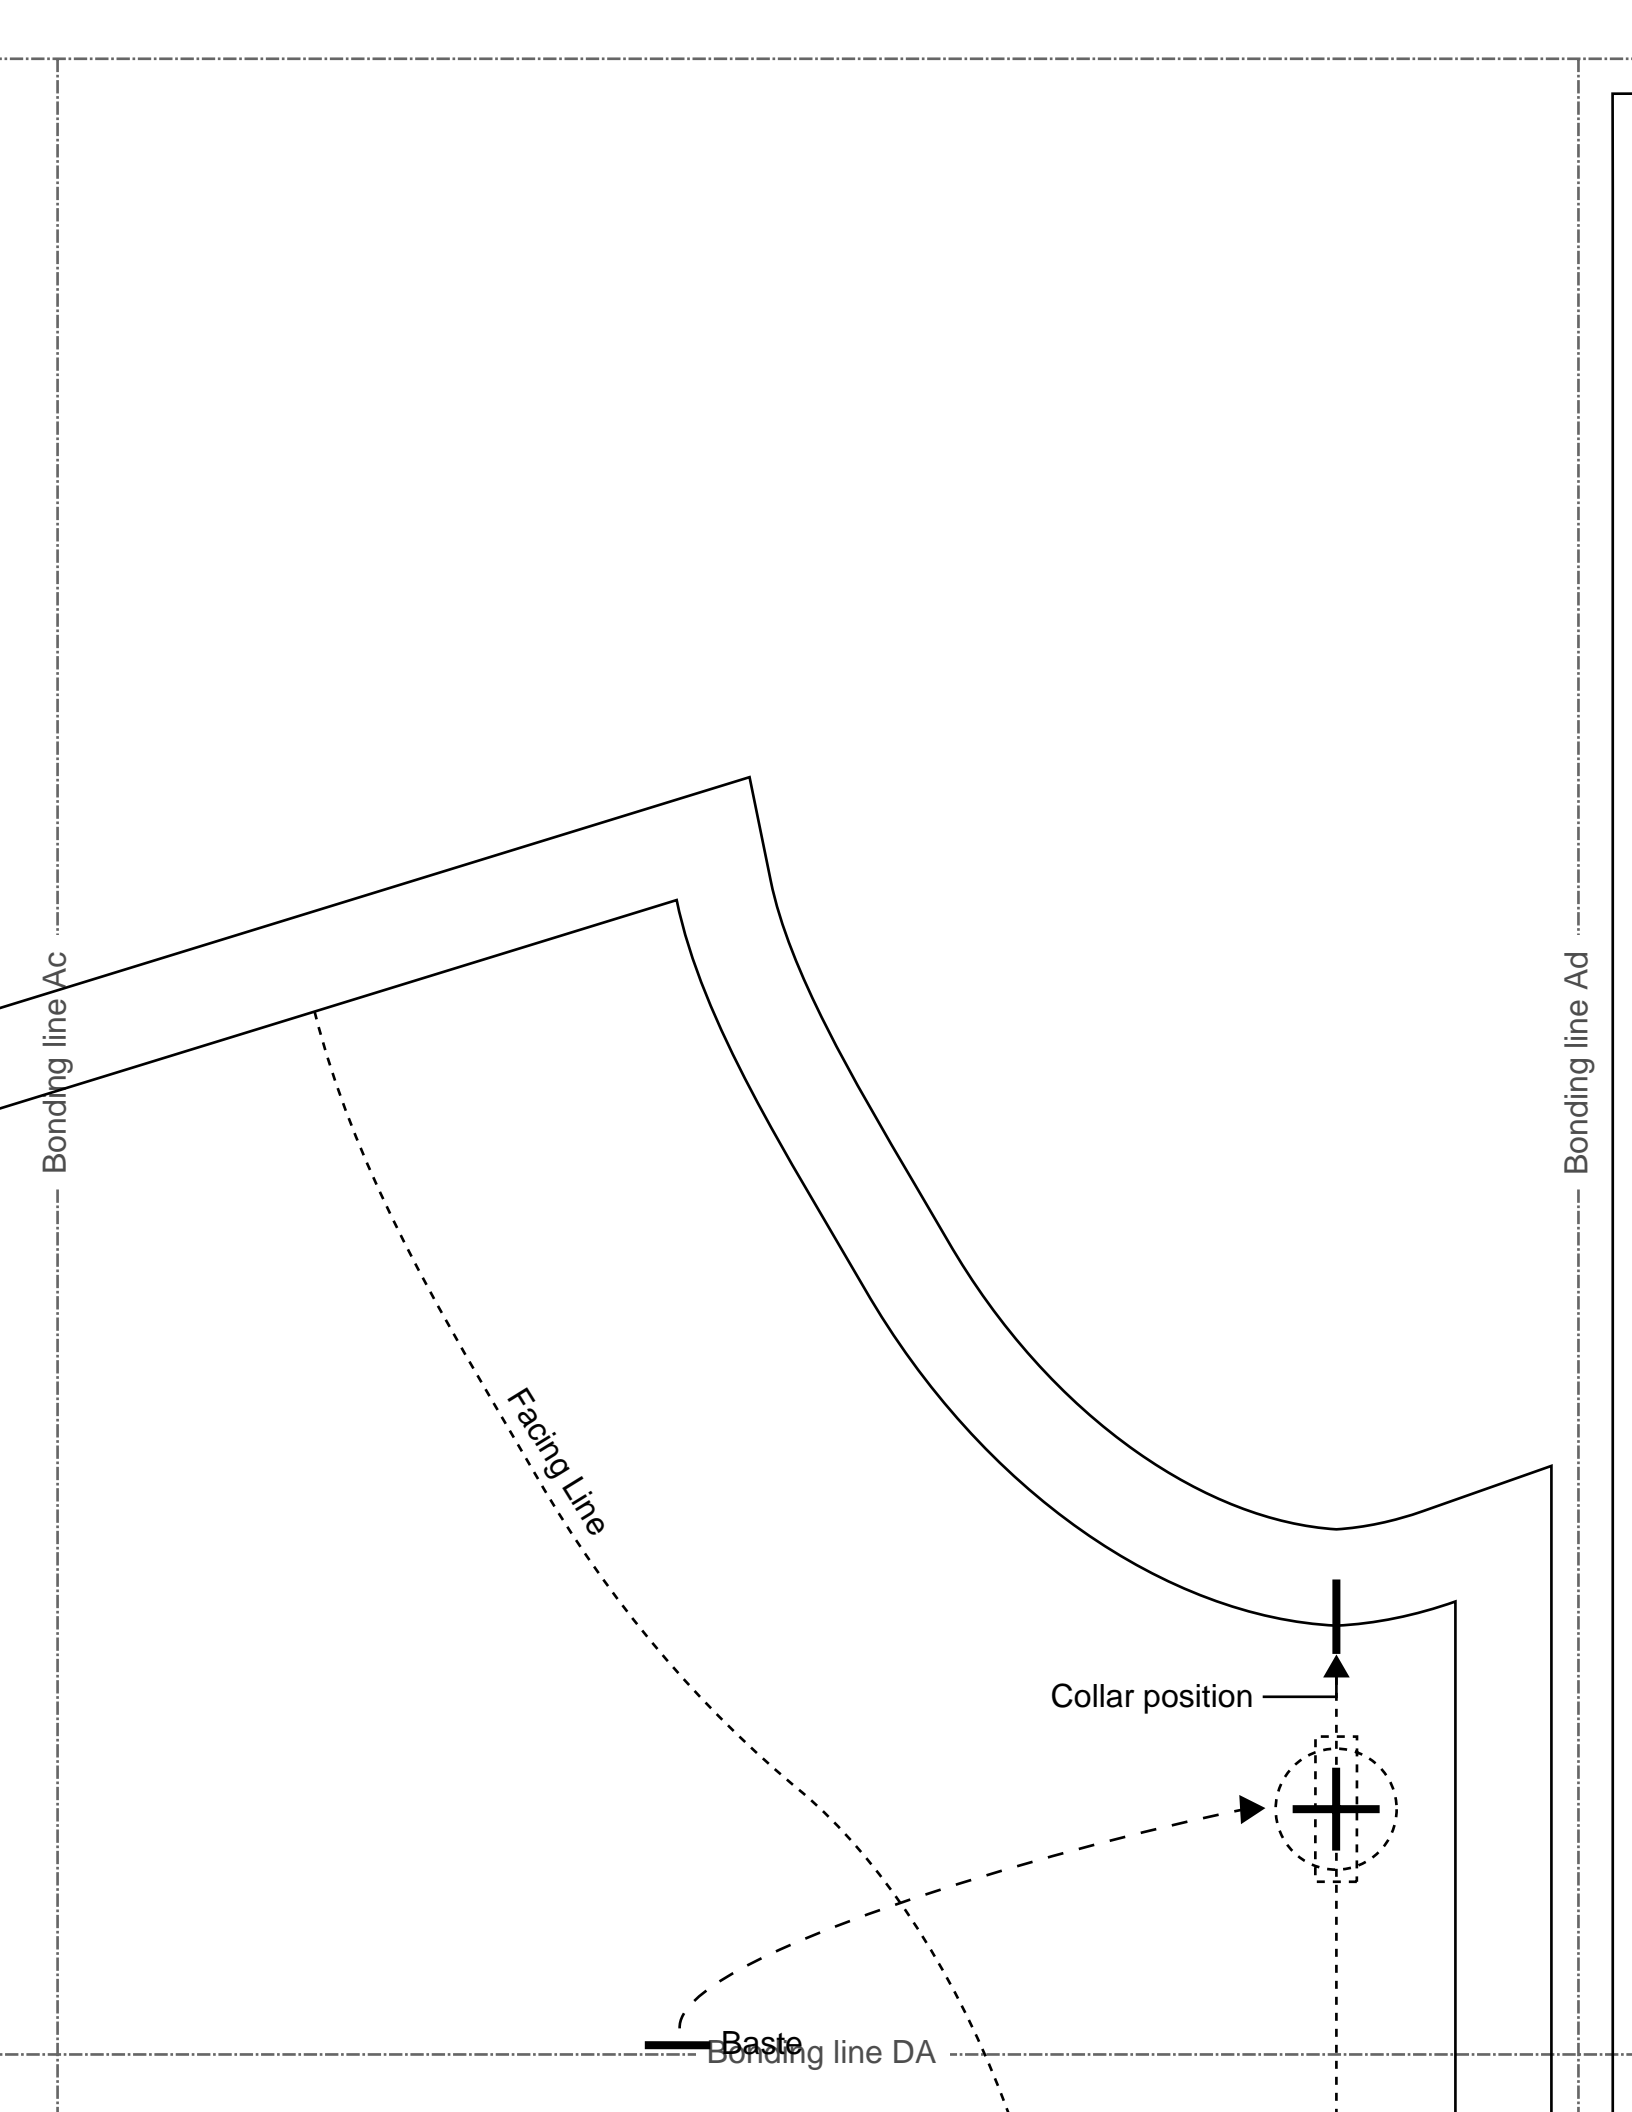 Bonding line Ac
Bonding line Ad
Facing Line
Collar position
Baste
Bonding line DA